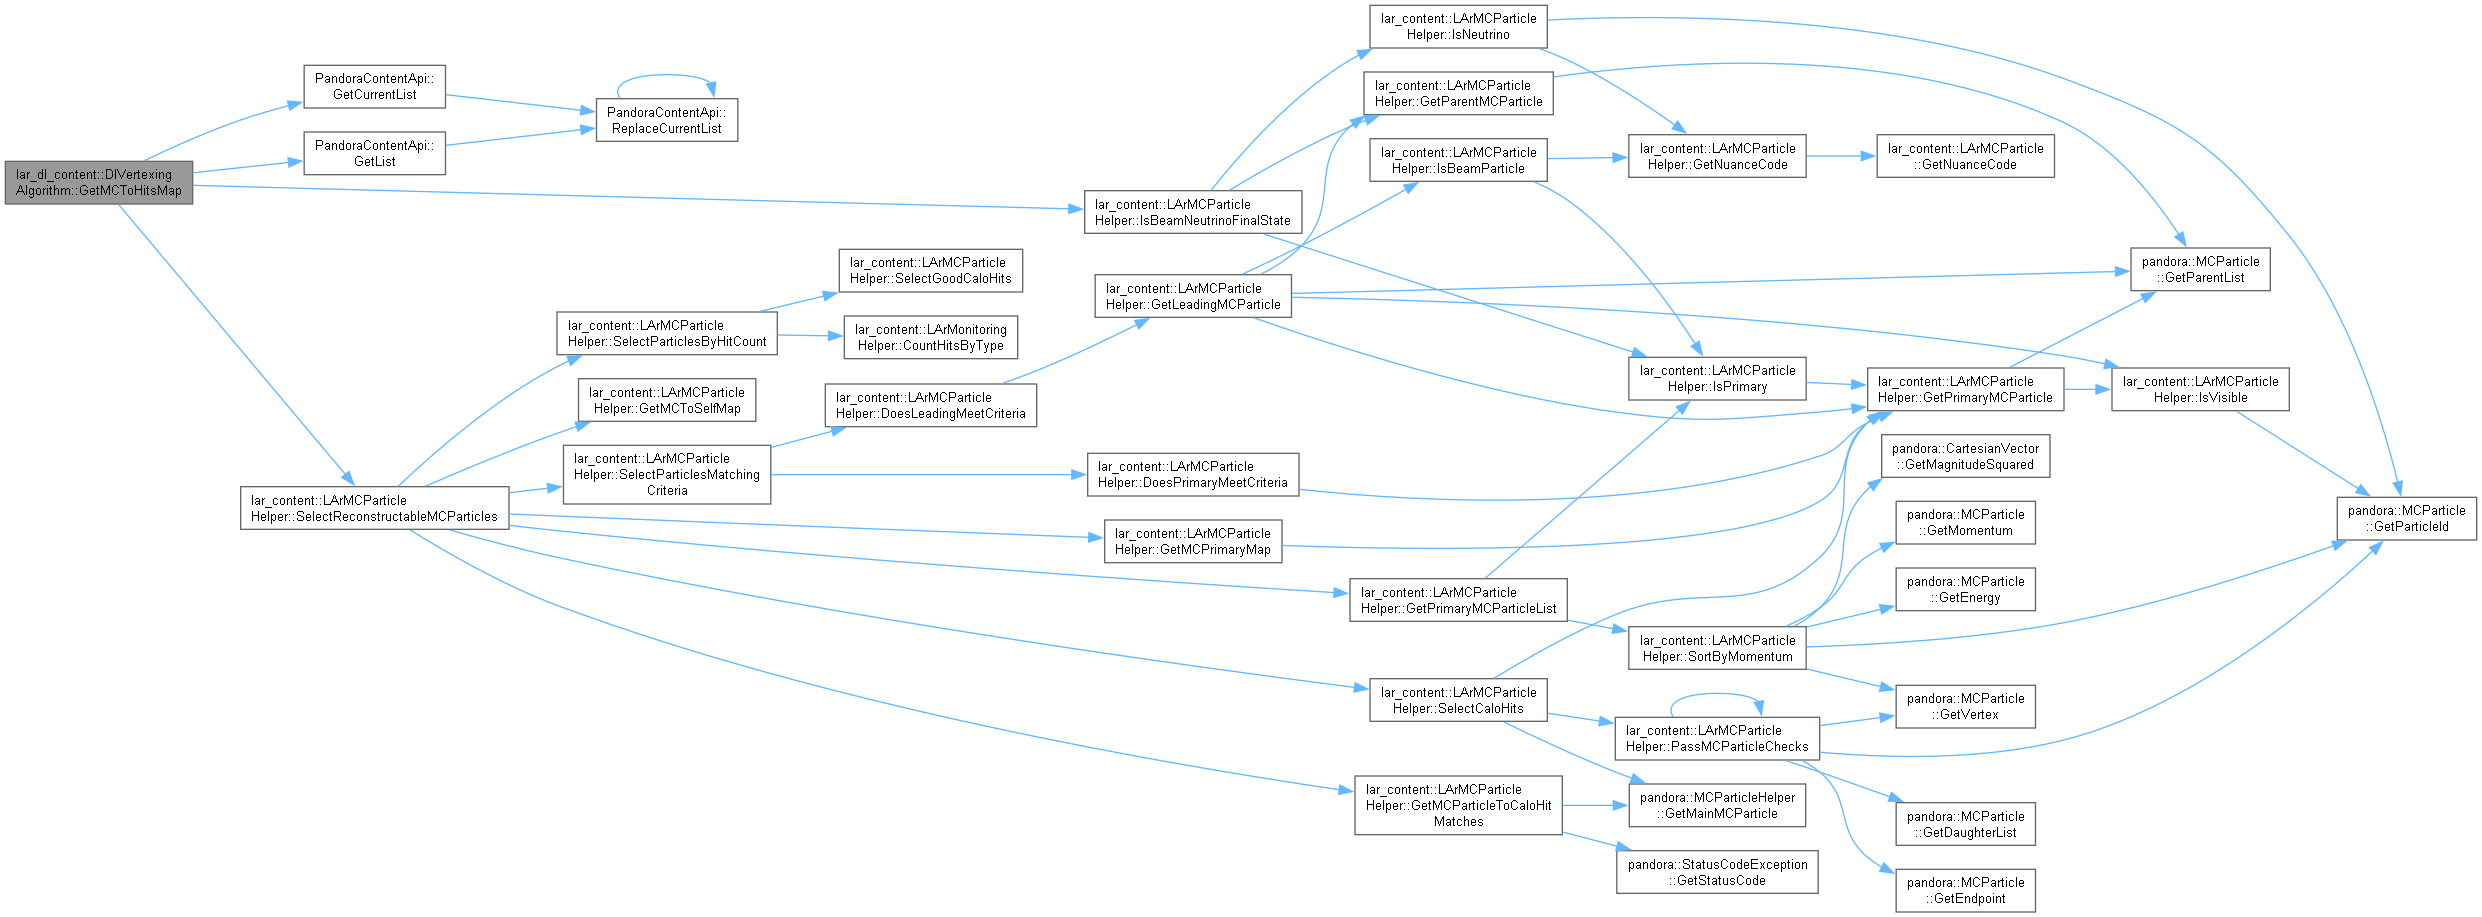 lar_dl_content::DlVertexing
Algorithm::GetMCToHitsMap
PandoraContentApi::
GetCurrentList
PandoraContentApi::
GetList
PandoraContentApi::
ReplaceCurrentList
lar_content::LArMCParticle
Helper::SelectReconstructableMCParticles
lar_content::LArMCParticle
Helper::SelectParticlesByHitCount
lar_content::LArMCParticle
Helper::GetMCToSelfMap
lar_content::LArMCParticle
Helper::SelectParticlesMatching
Criteria
lar_content::LArMCParticle
Helper::SelectGoodCaloHits
lar_content::LArMonitoring
Helper::CountHitsByType
lar_content::LArMCParticle
Helper::DoesLeadingMeetCriteria
lar_content::LArMCParticle
Helper::IsBeamNeutrinoFinalState
lar_content::LArMCParticle
Helper::GetLeadingMCParticle
lar_content::LArMCParticle
Helper::DoesPrimaryMeetCriteria
lar_content::LArMCParticle
Helper::GetMCPrimaryMap
lar_content::LArMCParticle
Helper::IsNeutrino
lar_content::LArMCParticle
Helper::GetParentMCParticle
lar_content::LArMCParticle
Helper::IsBeamParticle
lar_content::LArMCParticle
Helper::GetPrimaryMCParticleList
lar_content::LArMCParticle
Helper::SelectCaloHits
lar_content::LArMCParticle
Helper::GetMCParticleToCaloHit
Matches
lar_content::LArMCParticle
Helper::GetNuanceCode
lar_content::LArMCParticle
Helper::IsPrimary
lar_content::LArMCParticle
Helper::SortByMomentum
lar_content::LArMCParticle
Helper::PassMCParticleChecks
pandora::MCParticleHelper
::GetMainMCParticle
pandora::StatusCodeException
::GetStatusCode
lar_content::LArMCParticle
::GetNuanceCode
lar_content::LArMCParticle
Helper::GetPrimaryMCParticle
pandora::CartesianVector
::GetMagnitudeSquared
pandora::MCParticle
::GetMomentum
pandora::MCParticle
::GetEnergy
pandora::MCParticle
::GetVertex
pandora::MCParticle
::GetDaughterList
pandora::MCParticle
::GetEndpoint
pandora::MCParticle
::GetParentList
lar_content::LArMCParticle
Helper::IsVisible
pandora::MCParticle
::GetParticleId